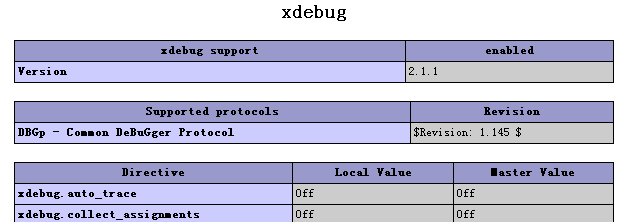 xdebug
xdebug support enabled
Version 2.1.1
Supported protocols Revision
DBGp - Common DeBuGger Protocol $Revision: 1.145 $
Directive Local Value Master Value
xdebug.auto_trace Off Off
xdebug.collect_assignments Off Off